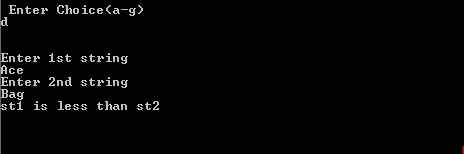 Enter Choice(a-g)
d
Enter 1st string
Ace
Enter 2nd string
Bag
st1 is less than st2